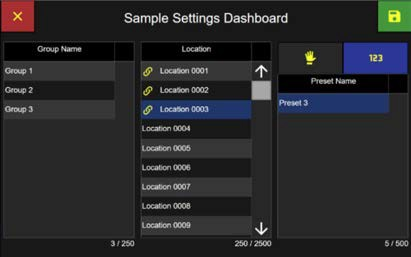 Sample Settings Dashboard
Group Name
Group 1
Group 2
Group 3
3 / 250
Location
Location 0001
Location 0002
Location 0003
Location 0004
Location 0005
Location 0006
Location 0007
Location 0008
Location 0009
250 / 2500
123
Preset Name
Preset 3
5 / 500